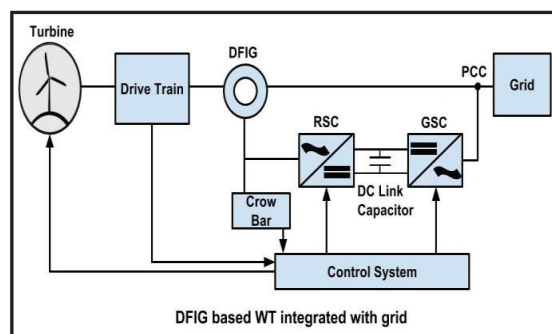 Turbine
DFIG
PCC
Drive Train
Grid
RSC
GSC
DC Link
Capacitor
Crow
Bar
Control System
DFIG based WT integrated with grid